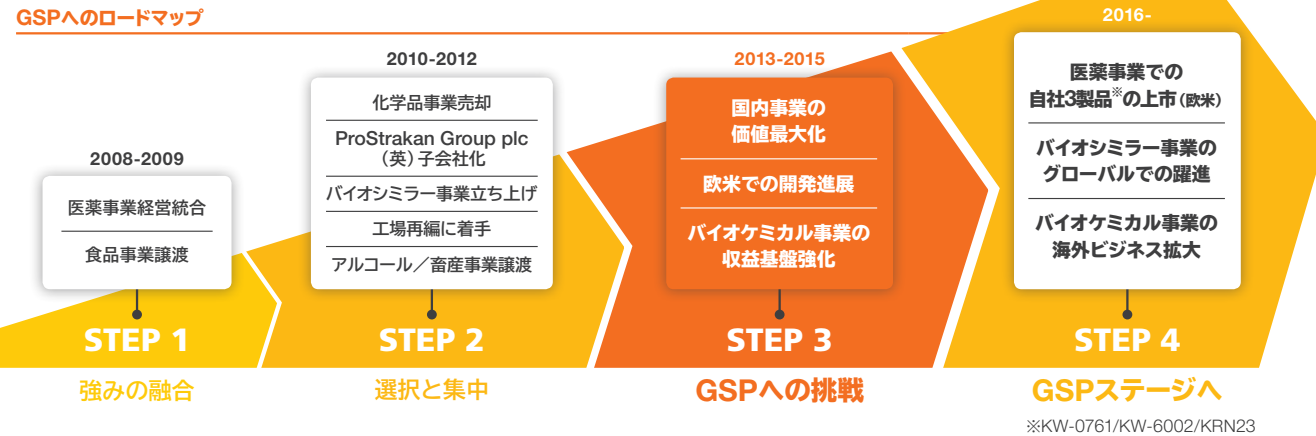 GSPへのロードマップ
2008-2009
医薬事業経営統合
食品事業譲渡
STEP 1
強みの融合
2010-2012
化学品事業売却
ProStrakan Group plc
（英）子会社化
バイオシミラー事業立ち上げ
工場再編に着手
アルコール／畜産事業譲渡
STEP 2
選択と集中
2013-2015
国内事業の
価値最大化
欧米での開発進展
バイオケミカル事業の
収益基盤強化
STEP 3
GSPへの挑戦
2016-
医薬事業での
自社3製品※の上市（欧米）
バイオシミラー事業の
グローバルでの躍進
バイオケミカル事業の
海外ビジネス拡大
STEP 4
GSPステージへ
※KW-0761/KW-6002/KRN23